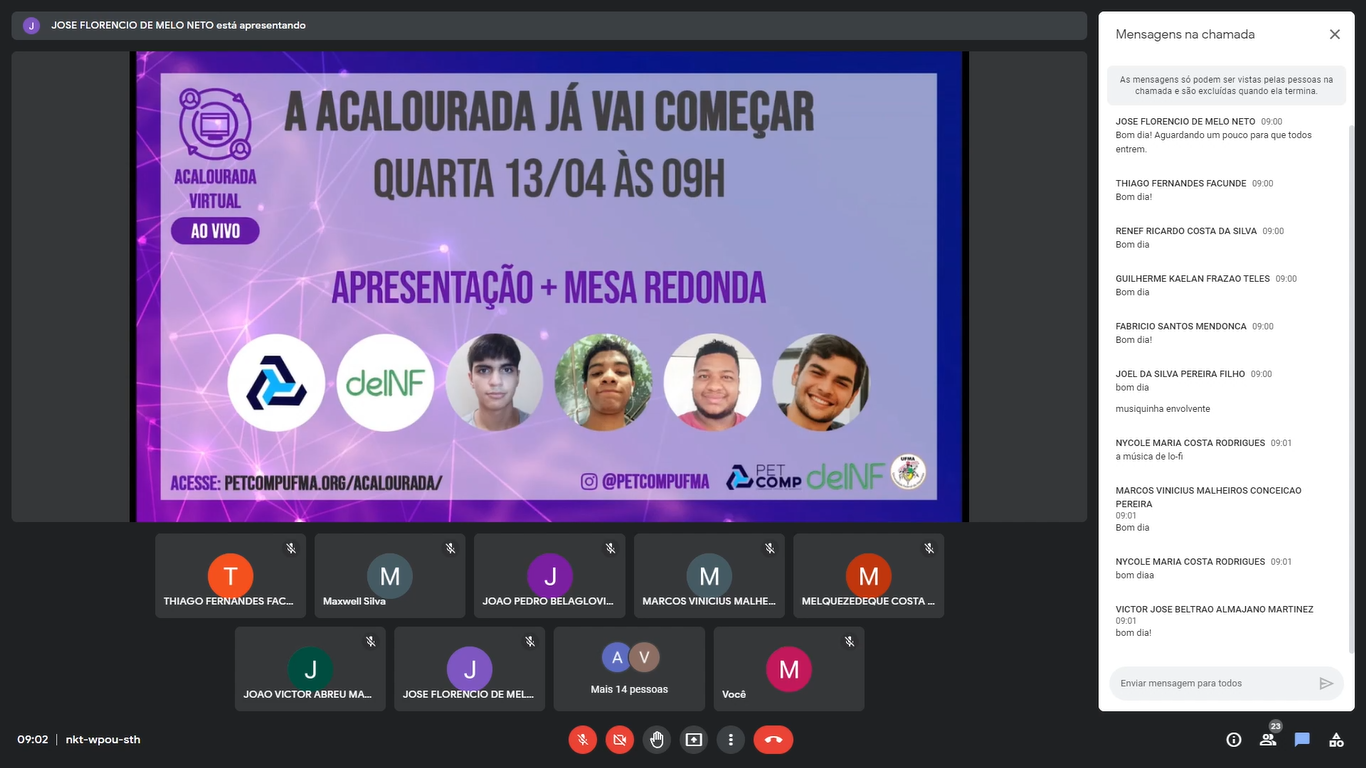 J
JOSE FLORENCIO DE MELO NETO está apresentando
A ACALOURADA JÁ VAI COMEÇAR
QUARTA 13/04 ÀS 09H
ACALOURADA
VIRTUAL
AO VIVO
APRESENTAÇÃO + MESA REDONDA
deINF
ACESSE: PETCOMPUFMA.ORG/ACALOURADA/
@PETCOMPUFMA
PET
COMP
deINF
UFMA
T
THIAGO FERNANDES FAC...
M
Maxwell Silva
J
JOAO PEDRO BELAGLOVI...
M
MARCOS VINICIUS MALHE...
M
MELQUEZEDEQUE COSTA ...
J
JOAO VICTOR ABREU MA...
J
JOSE FLORENCIO DE MEL...
A V
Mais 14 pessoas
M
Você
09:02 | nkt-wpou-sth
23
Mensagens na chamada
As mensagens só podem ser vistas pelas pessoas na
chamada e são excluídas quando ela termina.
JOSE FLORENCIO DE MELO NETO 09:00
Bom dia! Aguardando um pouco para que todos
entrem.
THIAGO FERNANDES FACUNDE 09:00
Bom dia!
RENEF RICARDO COSTA DA SILVA 09:00
Bom dia
GUILHERME KAELAN FRAZAO TELES 09:00
Bom dia
FABRICIO SANTOS MENDONCA 09:00
Bom dia!
JOEL DA SILVA PEREIRA FILHO 09:00
bom dia
musiquinha envolvente
NYCOLE MARIA COSTA RODRIGUES 09:01
a música de lo-fi
MARCOS VINICIUS MALHEIROS CONCEICAO
PEREIRA
09:01
Bom dia
NYCOLE MARIA COSTA RODRIGUES 09:01
bom diaa
VICTOR JOSE BELTRAO ALMAJANO MARTINEZ
09:01
bom dia!
Enviar mensagem para todos